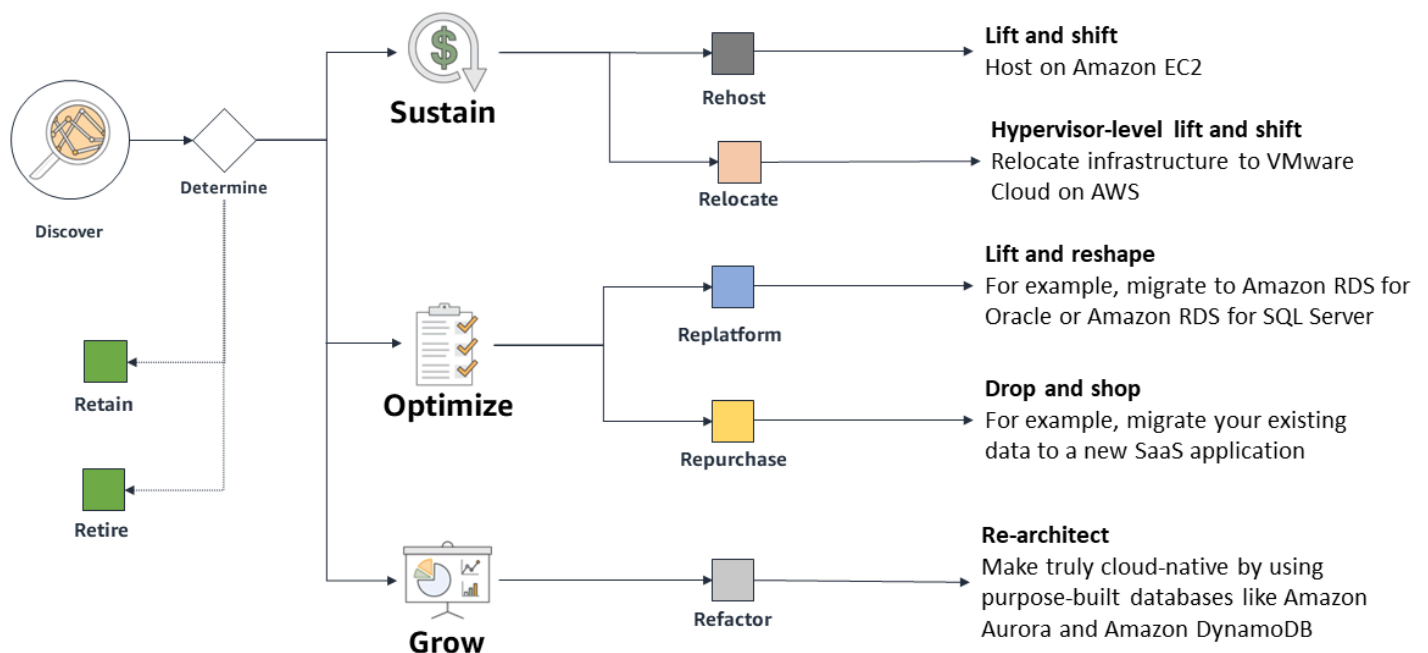 Discover
Determine
Retain
Retire
Sustain
Rehost
Lift and shift
Host on Amazon EC2
Relocate
Hypervisor-level lift and shift
Relocate infrastructure to VMware
Cloud on AWS
Optimize
Replatform
Lift and reshape
For example, migrate to Amazon RDS for
Oracle or Amazon RDS for SQL Server
Repurchase
Drop and shop
For example, migrate your existing
data to a new SaaS application
Grow
Refactor
Re-architect
Make truly cloud-native by using
purpose-built databases like Amazon
Aurora and Amazon DynamoDB